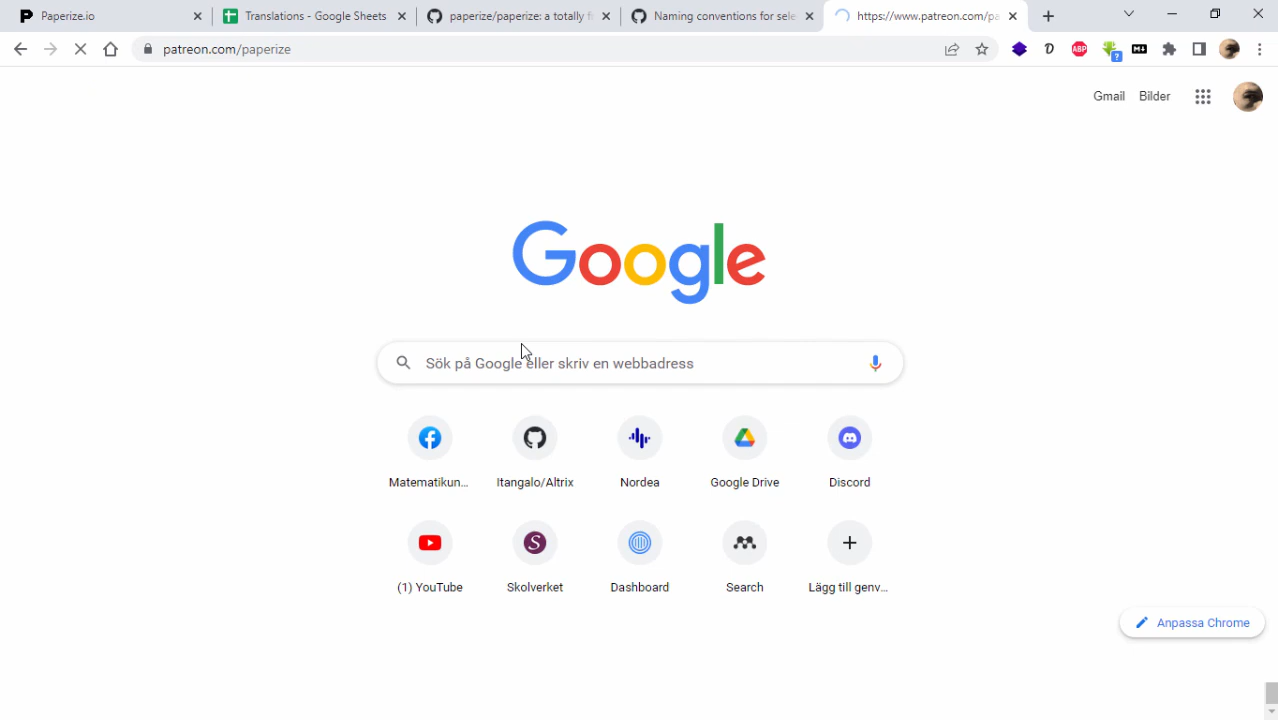 Paperize.io
Translations - Google Sheets
paperize/paperize: a totally f
Naming conventions for sele
https://www.patreon.com/pa
patreon.com/paperize
ABP
?
Gmail
Bilder
Google
Sök på Google eller skriv en webbadress
Matematikun...
Itangalo/Altrix
Nordea
Google Drive
Discord
(1) YouTube
Skolverket
Dashboard
Search
Lägg till genv...
Anpassa Chrome